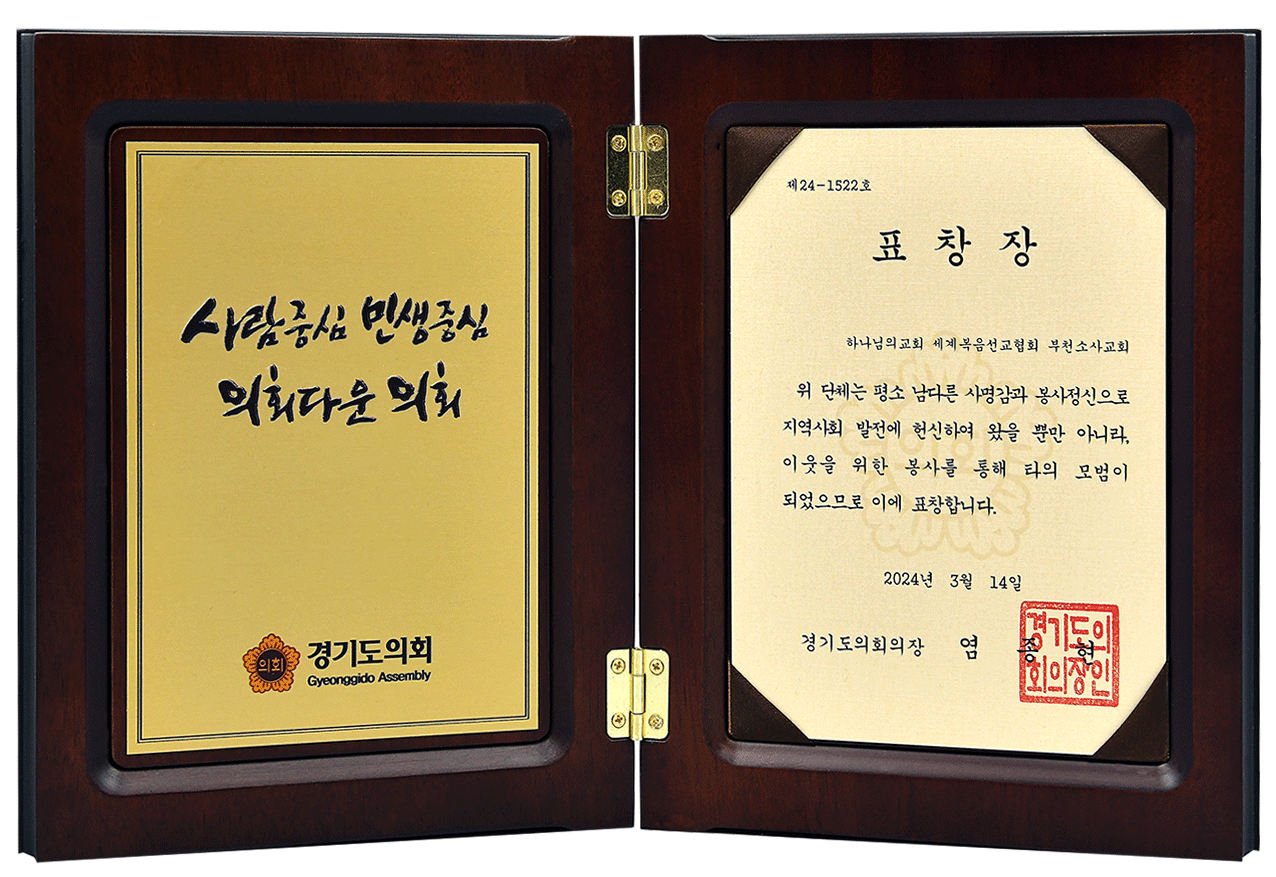 사람중심 민생중심
의회다운 의회
의회
경기도의회
Gyeonggido Assembly
제24-1522호
표 창 장
하나님의교회 세계복음선교협회 부천소사교회
위 단체는 평소 남다른 사명감과 봉사정신으로
지역사회 발전에 헌신하여 왔을 뿐만 아니라,
이웃을 위한 봉사를 통해 타의 모범이
되었으므로 이에 표창합니다.
2024년 3월 14일
경기도의회의장 염 종 현
경기도의
회의장인